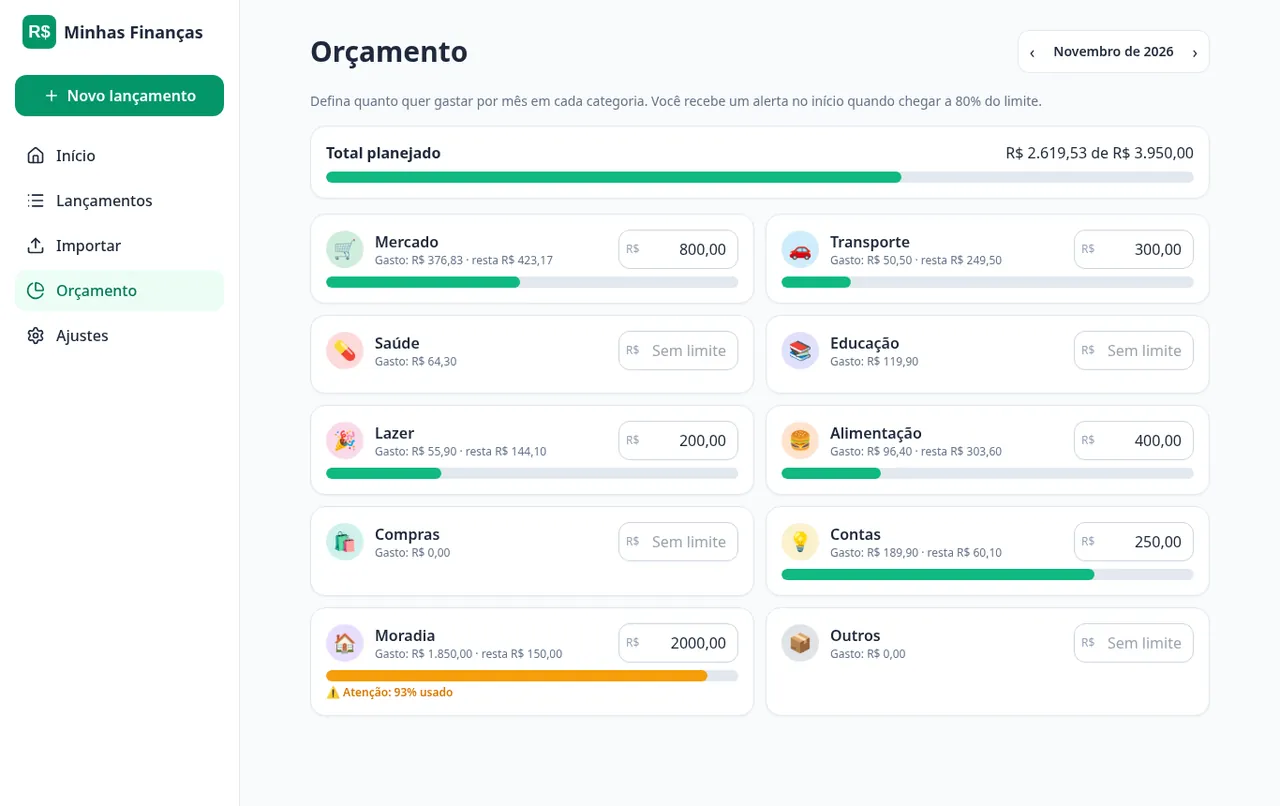 R$ Minhas Finanças
+ Novo lançamento
Início
Lançamentos
Importar
Orçamento
Ajustes
Orçamento
‹ Novembro de 2026 ›
Defina quanto quer gastar por mês em cada categoria. Você recebe um alerta no início quando chegar a 80% do limite.
Total planejado R$ 2.619,53 de R$ 3.950,00
Mercado
Gasto: R$ 376,83 · resta R$ 423,17
R$ 800,00
Transporte
Gasto: R$ 50,50 · resta R$ 249,50
R$ 300,00
Saúde
Gasto: R$ 64,30
R$ Sem limite
Educação
Gasto: R$ 119,90
R$ Sem limite
Lazer
Gasto: R$ 55,90 · resta R$ 144,10
R$ 200,00
Alimentação
Gasto: R$ 96,40 · resta R$ 303,60
R$ 400,00
Compras
Gasto: R$ 0,00
R$ Sem limite
Contas
Gasto: R$ 189,90 · resta R$ 60,10
R$ 250,00
Moradia
Gasto: R$ 1.850,00 · resta R$ 150,00
R$ 2000,00
⚠️ Atenção: 93% usado
Outros
Gasto: R$ 0,00
R$ Sem limite